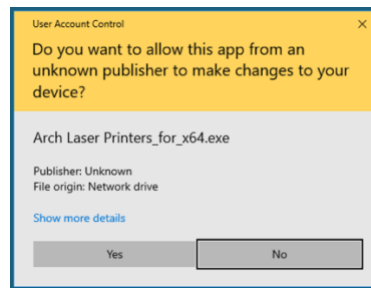 User Account Control
Do you want to allow this app from an
unknown publisher to make changes to your
device?
Arch Laser Printers_for_x64.exe
Publisher: Unknown
File origin: Network drive
Show more details
Yes
No